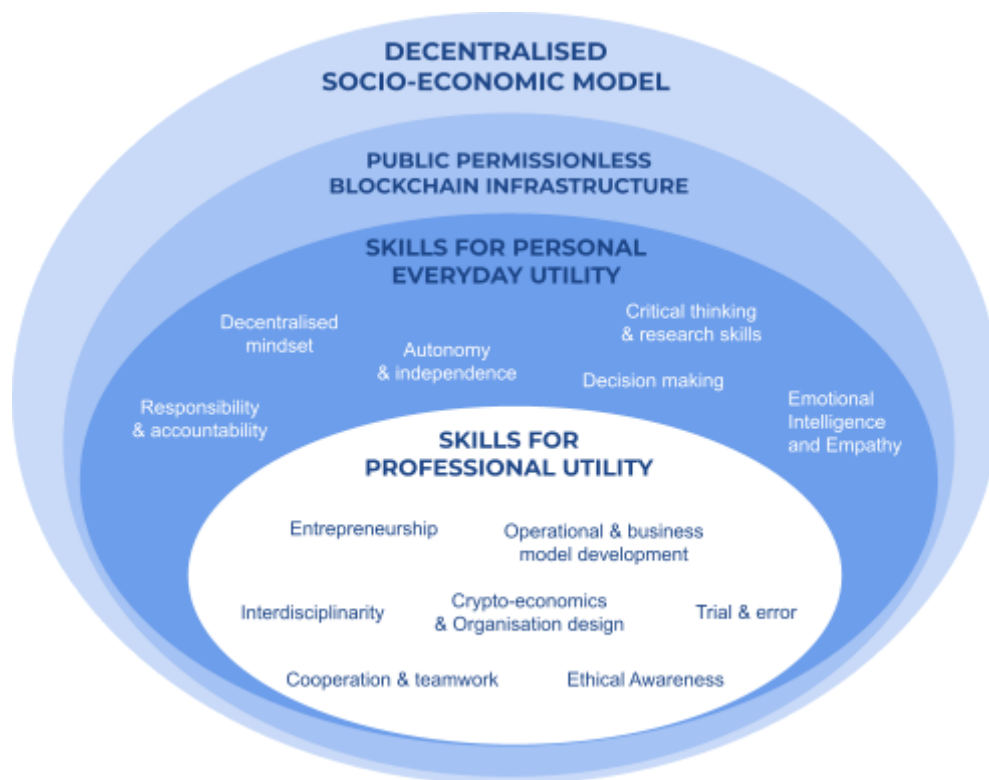 DECENTRALISED
SOCIO-ECONOMIC MODEL
PUBLIC PERMISSIONLESS
BLOCKCHAIN INFRASTRUCTURE
SKILLS FOR PERSONAL
EVERYDAY UTILITY
Decentralised
mindset
Autonomy
& independence
Critical thinking
& research skills
Decision making
Responsibility
& accountability
Emotional
Intelligence
and Empathy
SKILLS FOR
PROFESSIONAL UTILITY
Entrepreneurship
Operational & business
model development
Interdisciplinarity
Crypto-economics
& Organisation design
Trial & error
Cooperation & teamwork
Ethical Awareness